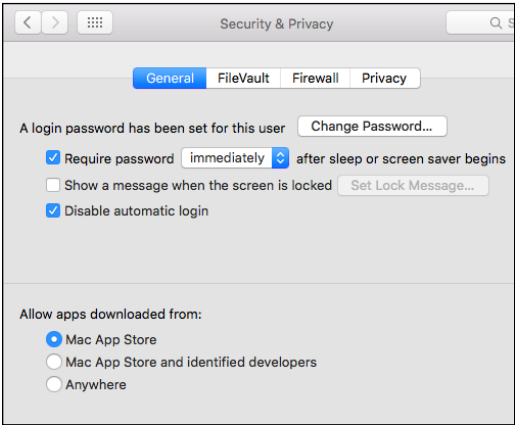 Security & Privacy
S
General FileVault Firewall Privacy
A login password has been set for this user Change Password...
Require password immediately after sleep or screen saver begins
Show a message when the screen is locked Set Lock Message...
Disable automatic login
Allow apps downloaded from:
Mac App Store
Mac App Store and identified developers
Anywhere